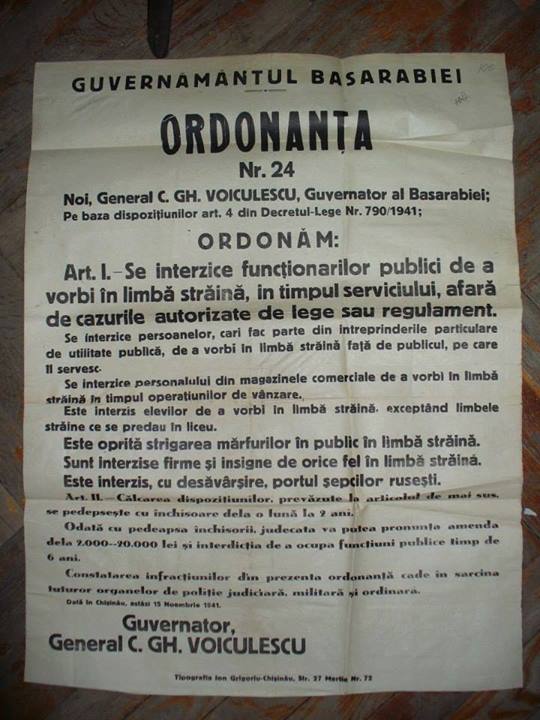 GUVERNĂMÂNTUL BASARABIEI
ORDONANȚA
Nr. 24
Noi, General C. GH. VOICULESCU, Guvernator al Basarabiei;
Pe baza dispozițiunilor art. 4 din Decretul-Lege Nr. 790/1941;
ORDONĂM:
Art. I.-Se interzice funcționarilor publici de a
vorbi în limbă străină, in timpul serviciului, afară
de cazurile autorizate de lege sau regulament.
Se interzice persoanelor, cari fac parte din intreprinderile particulare
de utilitate publică, de a vorbi în limbă străină față de publicul, pe care
îl servesc.
Se interzice personalului din magazinele comerciale de a vorbi in limbă
străină în timpul operațiunilor de vânzare.
Este interzis elevilor de a vorbi în limbă străină, exceptând limbele
străine ce se predau in liceu.
Este oprită strigarea mărfurilor în public în limbă străină.
Sunt interzise firme și insigne de orice fel în limbă străină.
Este interzis, cu desăvârșire, portul șepcilor rusești.
Art. II.-Călcarea dispozițiunilor, prevăzute la articolul de mai sus,
se pedepsește cu închisoare dela o lună la 2 ani.
Odată cu pedeapsa închisorii, judecata va putea pronunța amenda
dela 2.000--20.000 lei și interdicția de a ocupa funcțiuni publice timp de
6 ani.
Constatarea infracțiunilor din prezenta ordonanță cade in sarcina
tuturor organelor de poliție judiciară, militară și ordinară.
Dată în Chișinău, astăzi 15 Noembrie 1941.
Guvernator,
General C. GH. VOICULESCU
Tipografia Ion Grigoriu-Chișinău, Str. 27 Martie Nr. 72